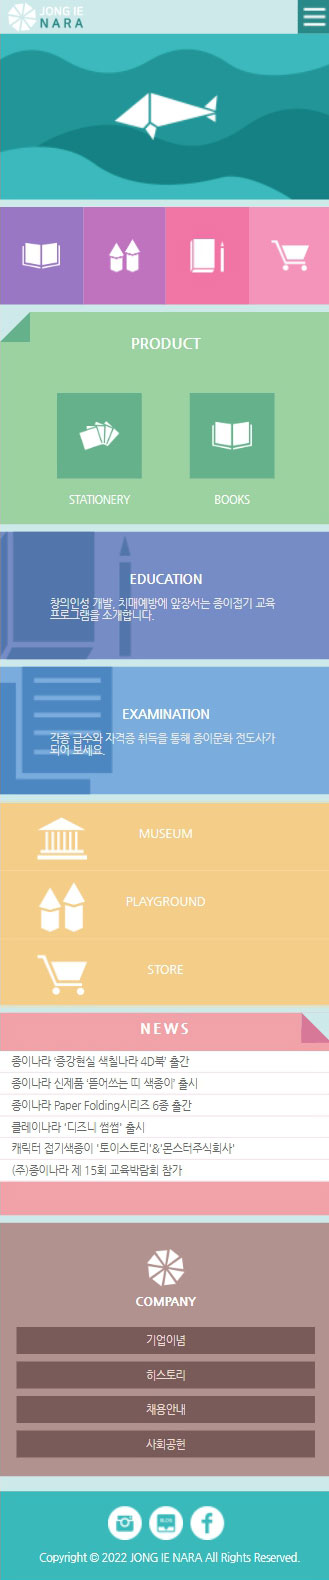 JONG IE
NARA
PRODUCT
STATIONERY
BOOKS
EDUCATION
창의인성 개발, 치매예방에 앞장서는 종이접기 교육
프로그램을 소개합니다.
EXAMINATION
각종 급수와 자격증 취득을 통해 종이문화 전도사가
되어 보세요.
MUSEUM
PLAYGROUND
STORE
NEWS
종이나라 '증강현실 색칠나라 4D북' 출간
종이나라 신제품 '뜯어쓰는 띠 색종이' 출시
종이나라 Paper Folding시리즈 6종 출간
클레이나라 '디즈니 썸썸' 출시
캐릭터 접기색종이 '토이스토리'&'몬스터주식회사'
(주)종이나라 제 15회 교육박람회 참가
COMPANY
기업이념
히스토리
채용안내
사회공헌
BLOG
Copyright © 2022 JONG IE NARA All Rights Reserved.